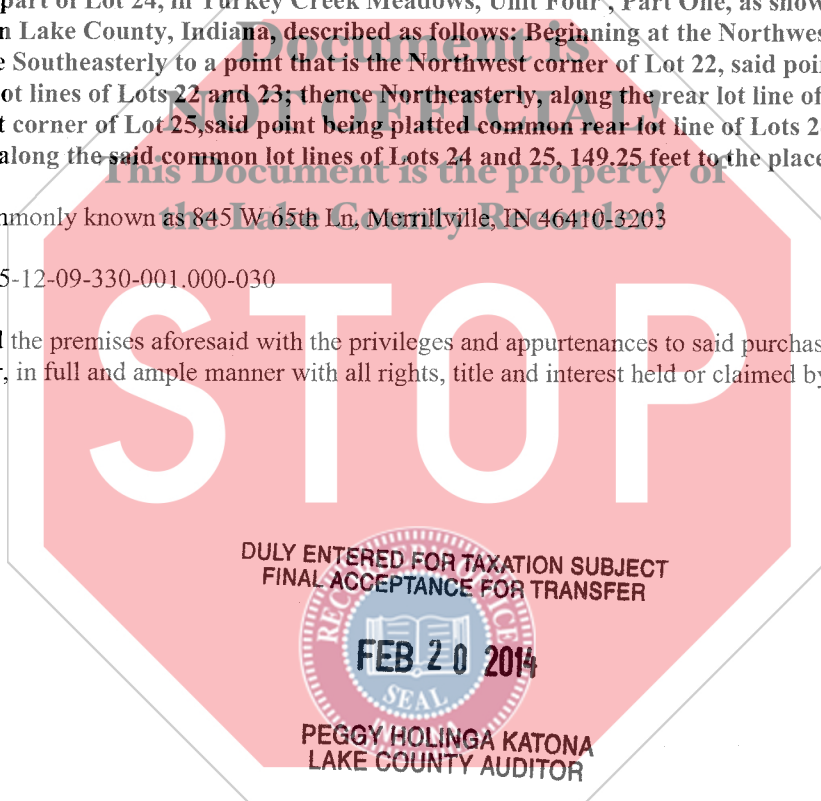 part of Lot 24, in Turkey Creek Meadows, Unit Four , Part One, as show
n Lake County, Indiana, described as follows: Beginning at the Northwes
Document is
e Southeasterly to a point that is the Northwest corner of Lot 22, said poi
ot lines of Lots 22 and 23; thence Northeasterly, along the rear lot line of
NOT OFFICIAL!
t corner of Lot 25,said point being platted common rear lot line of Lots 2
along the said common lot lines of Lots 24 and 25, 149.25 feet to the place
This Document is the property of
mmonly known as 845 W 65th Ln, Merrillville, IN 46410-3203
the Lake County Recorder!
5-12-09-330-001.000-030
STOP
l the premises aforesaid with the privileges and appurtenances to said purchas
, in full and ample manner with all rights, title and interest held or claimed by
DULY ENTERED FOR TAXATION SUBJECT
FINAL ACCEPTANCE FOR TRANSFER
RECORDER'S OFFICE
FEB 20 2014
SEAL
INDIANA
PEGGY HOLINGA KATONA
LAKE COUNTY AUDITOR